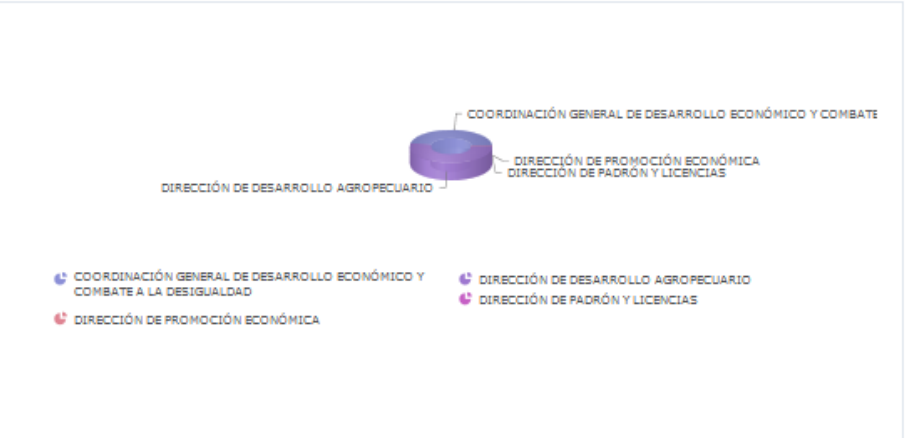 COORDINACIÓN GENERAL DE DESARROLLO ECONÓMICO Y COMBATE
DIRECCIÓN DE PROMOCIÓN ECONÓMICA
DIRECCIÓN DE PADRÓN Y LICENCIAS
DIRECCIÓN DE DESARROLLO AGROPECUARIO
COORDINACIÓN GENERAL DE DESARROLLO ECONÓMICO Y
COMBATE A LA DESIGUALDAD
DIRECCIÓN DE PROMOCIÓN ECONÓMICA
DIRECCIÓN DE DESARROLLO AGROPECUARIO
DIRECCIÓN DE PADRÓN Y LICENCIAS